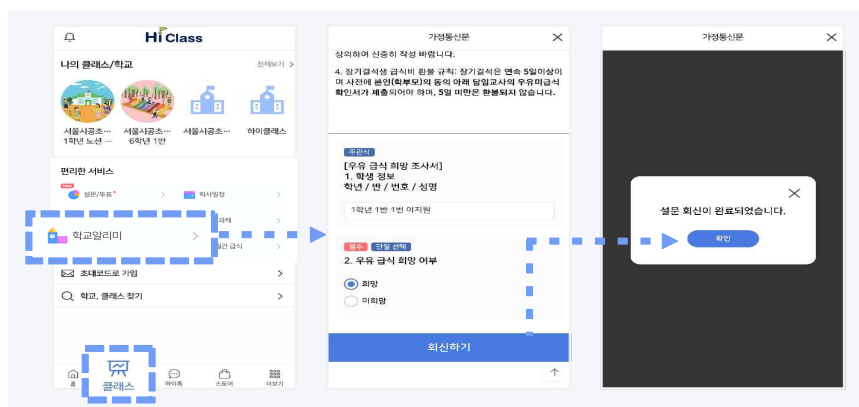 Hi Class
나의 클래스/학교
전체보기 >
서울시공초…
1학년 노선 …
서울시공초…
6학년 1반
서울시공초…
하이클래스
편리한 서비스
설문/투표
학사일정
과제
학교알리미
월간 급식
초대코드로 가입
학교, 클래스 찾기
홈
클래스
하이톡
스토어
더보기
가정통신문
상의하여 신중히 작성 바랍니다.
4. 장기결석생 급식비 환불 규칙: 장기결석은 연속 5일이상이
며 사전에 본인(학부모)의 동의 아래 담임교사의 우유미급식
확인서가 제출되어야 하며, 5일 미만은 환불되지 않습니다.
주관식
[우유 급식 희망 조사서]
1. 학생 정보
학년 / 반 / 번호 / 성명
1학년 1반 1번 이지원
필수 단일 선택
2. 우유 급식 희망 여부
희망
미희망
회신하기
가정통신문
설문 회신이 완료되었습니다.
확인